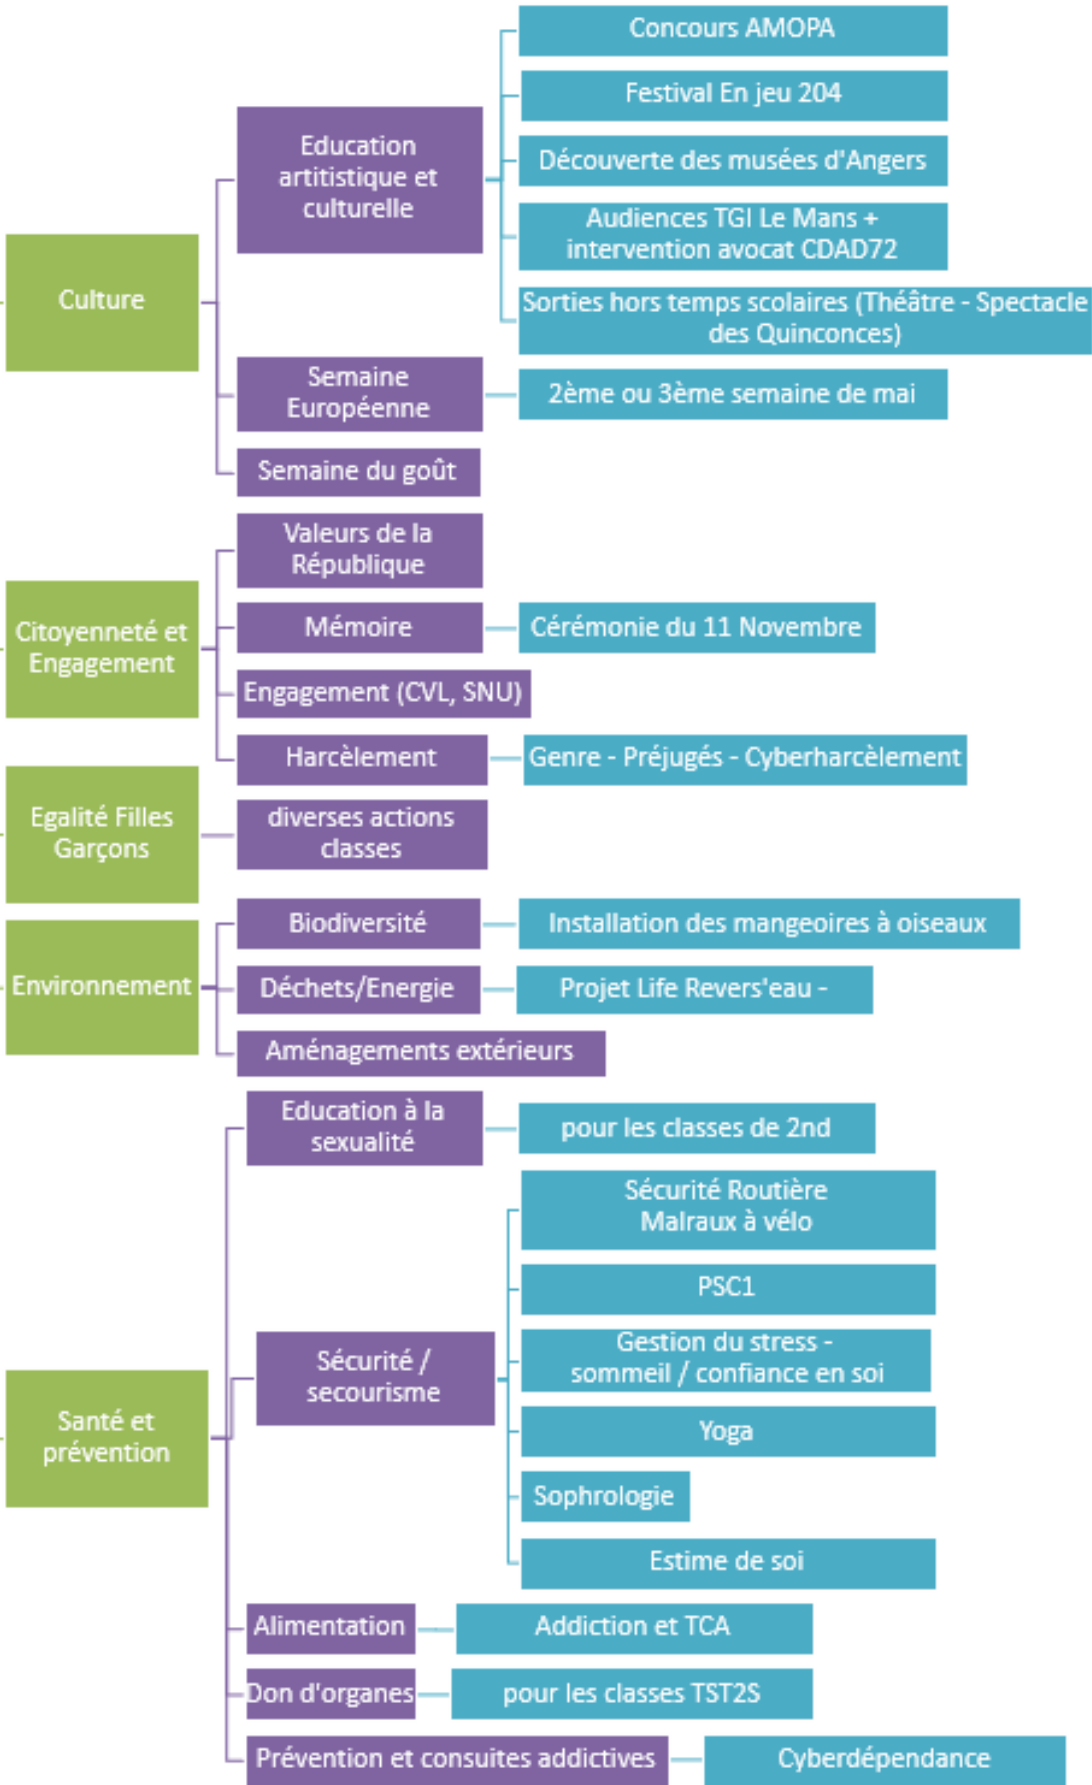 Culture
Education
artitistique et
culturelle
Concours AMOPA
Festival En jeu 204
Découverte des musées d'Angers
Audiences TGI Le Mans +
intervention avocat CDAD72
Sorties hors temps scolaires (Théâtre - Spectacle
des Quinconces)
Semaine
Européenne
2ème ou 3ème semaine de mai
Semaine du goût
Citoyenneté et
Engagement
Valeurs de la
République
Mémoire
Cérémonie du 11 Novembre
Engagement (CVL, SNU)
Harcèlement
Genre - Préjugés - Cyberharcèlement
Egalité Filles
Garçons
diverses actions
classes
Environnement
Biodiversité
Installation des mangeoires à oiseaux
Déchets/Energie
Projet Life Revers'eau -
Aménagements extérieurs
Santé et
prévention
Education à la
sexualité
pour les classes de 2nd
Sécurité /
secourisme
Sécurité Routière
Malraux à vélo
PSC1
Gestion du stress -
sommeil / confiance en soi
Yoga
Sophrologie
Estime de soi
Alimentation
Addiction et TCA
Don d'organes
pour les classes TST2S
Prévention et consuites addictives
Cyberdépendance